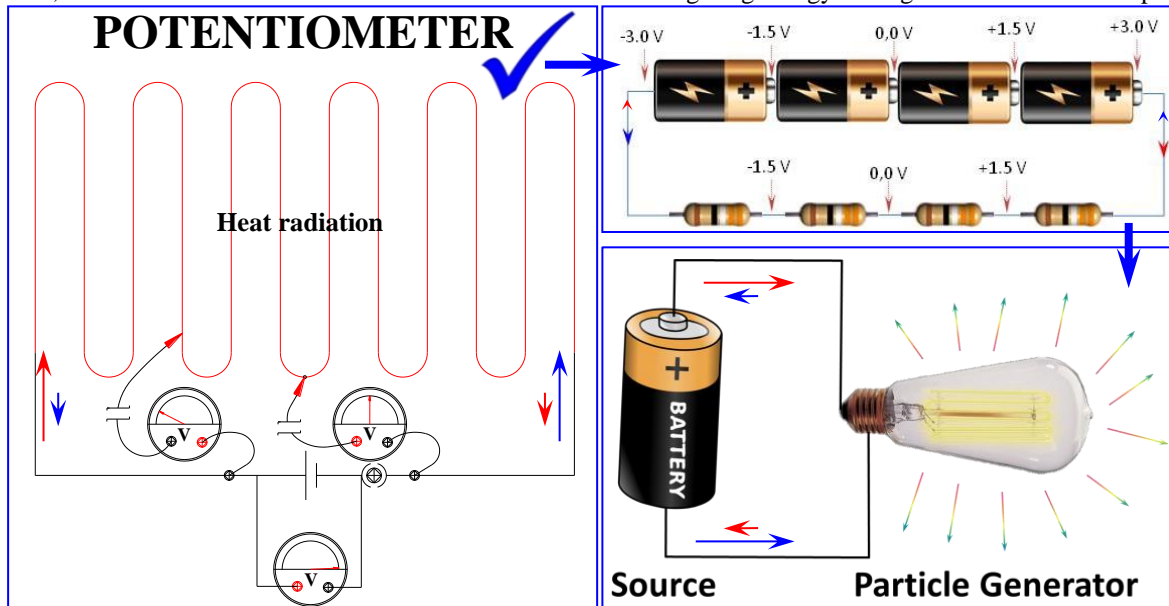 POTENTIOMETER
Heat radiation
V
V
V
-3.0 V
-1.5 V
0,0 V
+1.5 V
+3.0 V
-1.5 V
0,0 V
+1.5 V
+
BATTERY
Source
Particle Generator